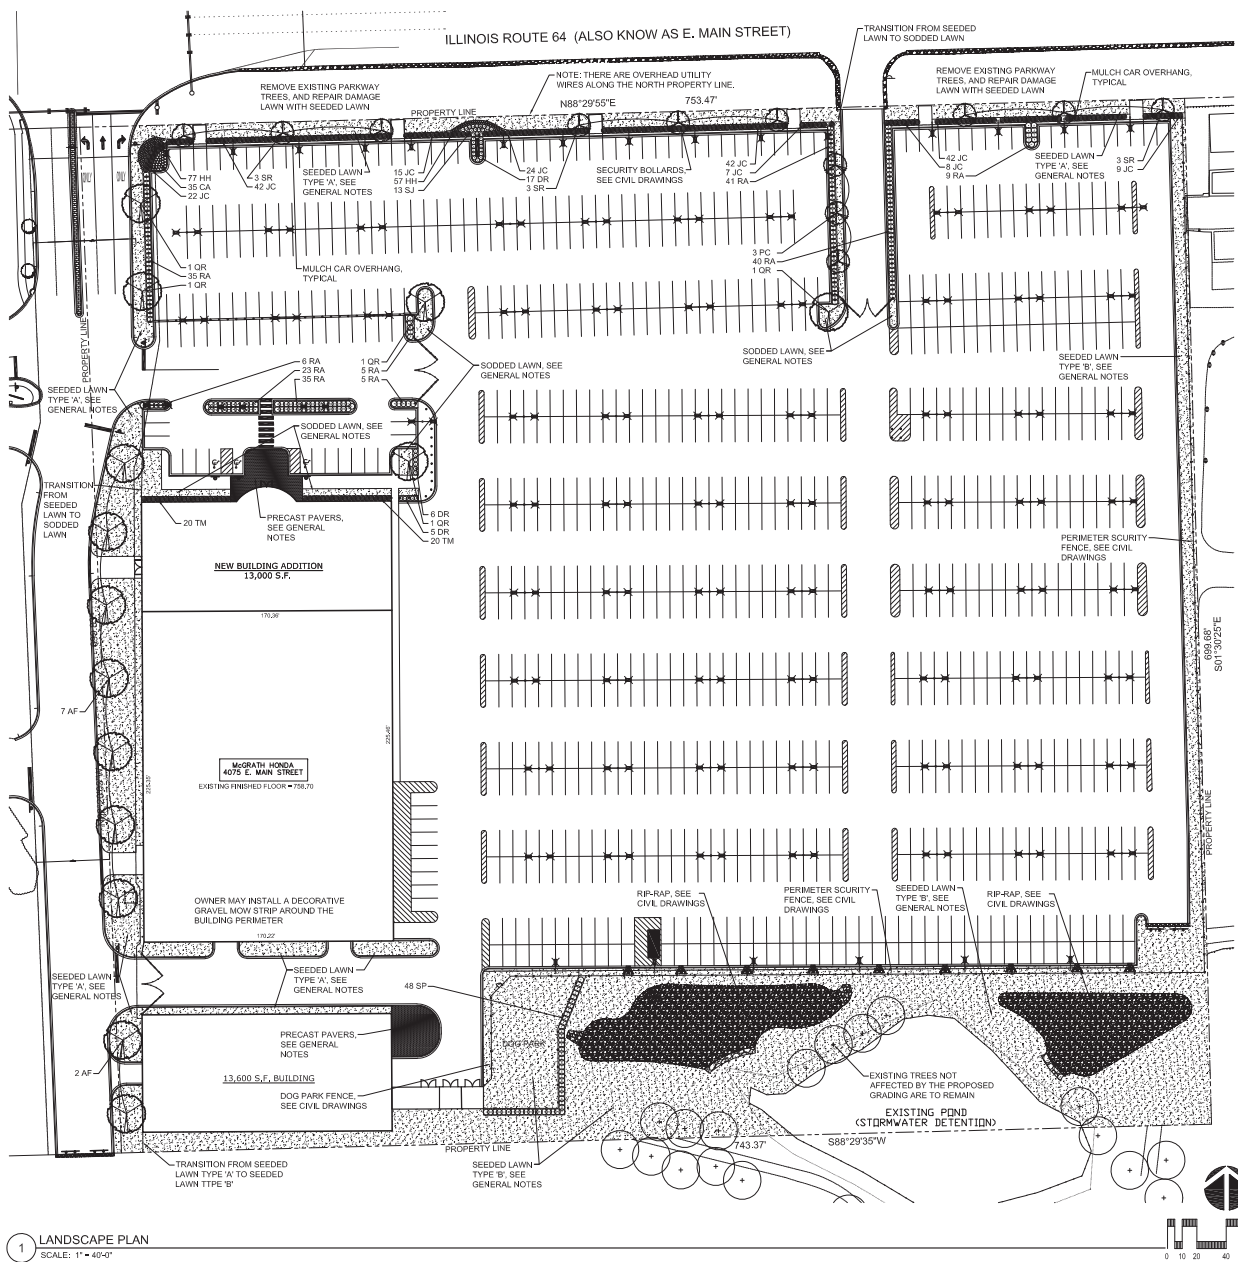 ILLINOIS ROUTE 64 (ALSO KNOW AS E. MAIN STREET)
TRANSITION FROM SEEDED
LAWN TO SODDED LAWN
NOTE: THERE ARE OVERHEAD UTILITY
WIRES ALONG THE NORTH PROPERTY LINE.
REMOVE EXISTING PARKWAY
TREES, AND REPAIR DAMAGE
LAWN WITH SEEDED LAWN
REMOVE EXISTING PARKWAY
TREES, AND REPAIR DAMAGE
LAWN WITH SEEDED LAWN
MULCH CAR OVERHANG,
TYPICAL
PROPERTY LINE
N88°29'55"E
753.47'
ONLY
ONLY
77 HH
35 CA
22 JC
3 SR
42 JC
SEEDED LAWN
TYPE 'A', SEE
GENERAL NOTES
15 JC
57 HH
13 SJ
24 JC
17 DR
3 SR
SECURITY BOLLARDS,
SEE CIVIL DRAWINGS
42 JC
7 JC
41 RA
42 JC
8 JC
9 RA
SEEDED LAWN
TYPE 'A', SEE
GENERAL NOTES
3 SR
9 JC
1 QR
35 RA
1 QR
MULCH CAR OVERHANG,
TYPICAL
3 PC
40 RA
1 QR
PROPERTY LINE
SEEDED LAWN
TYPE 'A', SEE
GENERAL NOTES
6 RA
23 RA
35 RA
1 QR
5 RA
5 RA
SODDED LAWN, SEE
GENERAL NOTES
SODDED LAWN, SEE
GENERAL NOTES
SEEDED LAWN
TYPE 'B', SEE
GENERAL NOTES
SODDED LAWN, SEE
GENERAL NOTES
TRANSITION
FROM
SEEDED
LAWN TO
SODDED
LAWN
20 TM
PRECAST PAVERS,
SEE GENERAL
NOTES
6 DR
1 QR
5 DR
20 TM
PERIMETER SCURITY
FENCE, SEE CIVIL
DRAWINGS
NEW BUILDING ADDITION
13,000 S.F.
170.36'
699.68'
S01°30'25"E
7 AF
225.46'
McGRATH HONDA
4075 E. MAIN STREET
EXISTING FINISHED FLOOR = 758.70
225.35'
PROPERTY LINE
OWNER MAY INSTALL A DECORATIVE
GRAVEL MOW STRIP AROUND THE
BUILDING PERIMETER
170.22'
RIP-RAP, SEE
CIVIL DRAWINGS
PERIMETER SCURITY
FENCE, SEE CIVIL
DRAWINGS
SEEDED LAWN
TYPE 'B', SEE
GENERAL NOTES
RIP-RAP, SEE
CIVIL DRAWINGS
SEEDED LAWN
TYPE 'A', SEE
GENERAL NOTES
SEEDED LAWN
TYPE 'A', SEE
GENERAL NOTES
48 SP
PRECAST PAVERS,
SEE GENERAL
NOTES
DOG PARK
2 AF
13,600 S.F. BUILDING
DOG PARK FENCE,
SEE CIVIL DRAWINGS
EXISTING TREES NOT
AFFECTED BY THE PROPOSED
GRADING ARE TO REMAIN
EXISTING POND
(STORMWATER DETENTION)
PROPERTY LINE
743.37'
S88°29'35"W
TRANSITION FROM SEEDED
LAWN TYPE 'A' TO SEEDED
LAWN TTPE 'B'
SEEDED LAWN
TYPE 'B', SEE
GENERAL NOTES
1
LANDSCAPE PLAN
SCALE: 1" = 40'-0"
0 10 20 40